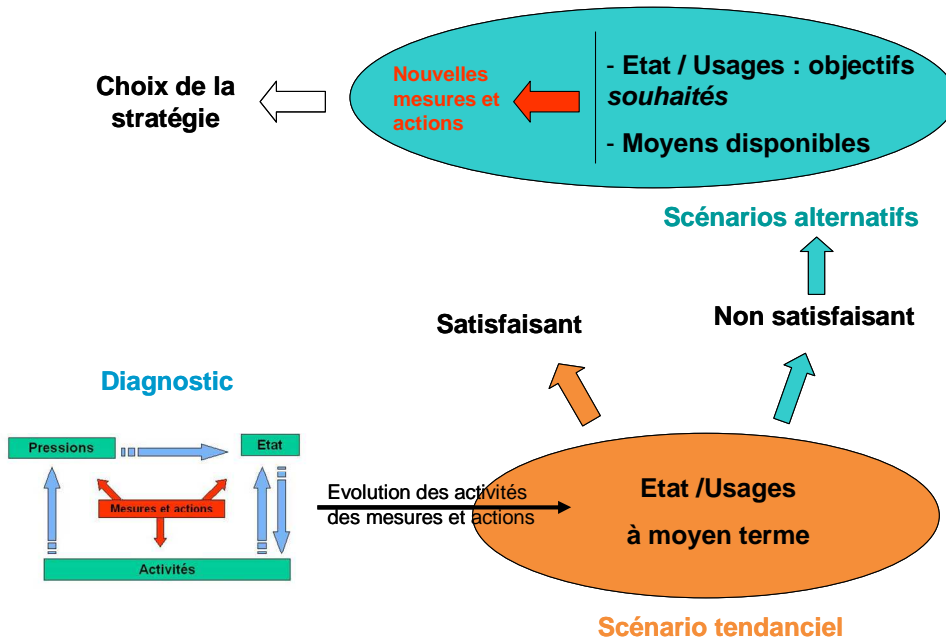 Choix de la
stratégie
Nouvelles
mesures et
actions
- Etat / Usages : objectifs
souhaités
- Moyens disponibles
Scénarios alternatifs
Satisfaisant
Non satisfaisant
Diagnostic
Pressions
Etat
Mesures et actions
Activités
Evolution des activités
des mesures et actions
Etat /Usages
à moyen terme
Scénario tendanciel